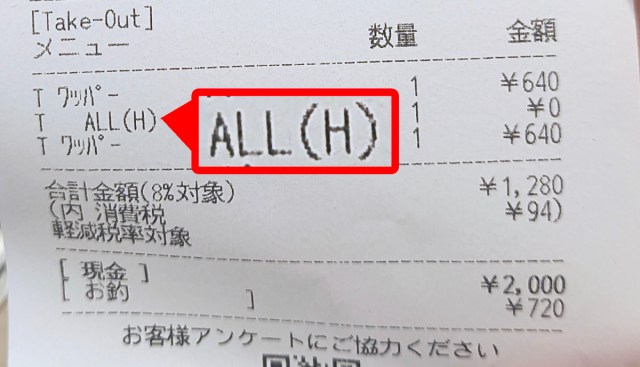 [Take-Out]
メニュー 数量 金額
T ワッパー 1 ¥640
T ALL(H) 1 ¥0
T ワッパー 1 ¥640
ALL(H)
合計金額(8%対象) ¥1,280
(内 消費税 ¥94)
軽減税率対象
[ 現金 ] ¥2,000
[ お釣 ] ¥720
お客様アンケートにご協力ください